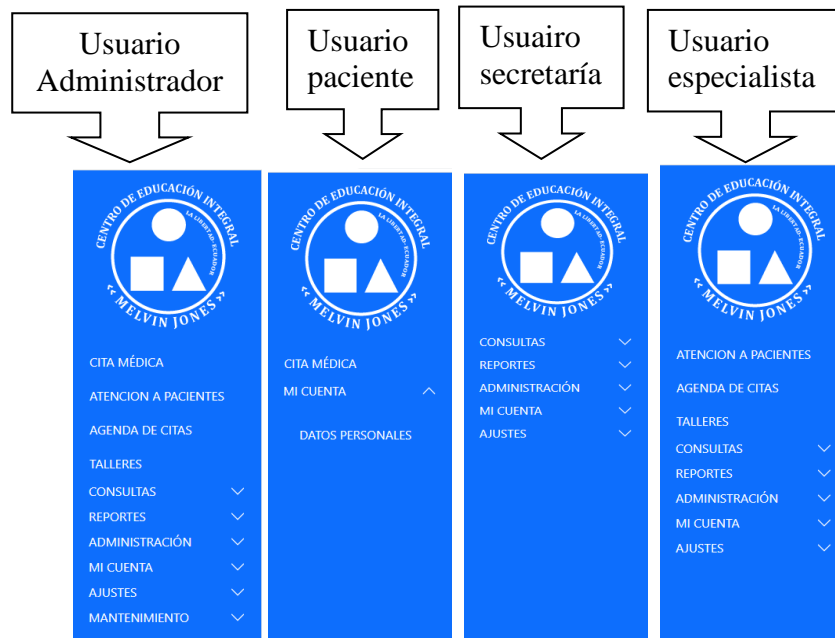 Usuario
Administrador
Usuario
paciente
Usuairo
secretaría
Usuario
especialista
CENTRO DE EDUCACIÓN INTEGRAL
LA LIBERTAD-ECUADOR
‹‹ MELVIN JONES ››
CITA MÉDICA
ATENCION A PACIENTES
AGENDA DE CITAS
TALLERES
CONSULTAS
REPORTES
ADMINISTRACIÓN
MI CUENTA
AJUSTES
MANTENIMIENTO
CENTRO DE EDUCACIÓN INTEGRAL
LA LIBERTAD-ECUADOR
‹‹ MELVIN JONES ››
CITA MÉDICA
MI CUENTA
DATOS PERSONALES
CENTRO DE EDUCACIÓN INTEGRAL
LA LIBERTAD-ECUADOR
‹‹ MELVIN JONES ››
CONSULTAS
REPORTES
ADMINISTRACIÓN
MI CUENTA
AJUSTES
CENTRO DE EDUCACIÓN INTEGRAL
LA LIBERTAD-ECUADOR
‹‹ MELVIN JONES ››
ATENCION A PACIENTES
AGENDA DE CITAS
TALLERES
CONSULTAS
REPORTES
ADMINISTRACIÓN
MI CUENTA
AJUSTES